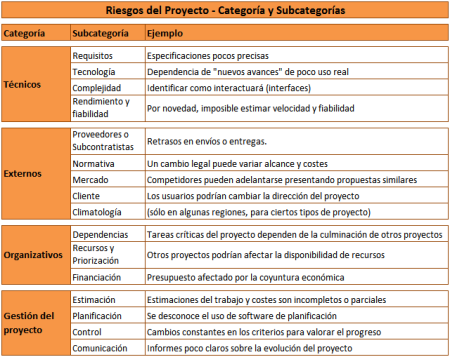 Riesgos del Proyecto - Categoría y Subcategorías
Categoría Subcategoría Ejemplo
Técnicos
Requisitos Especificaciones poco precisas
Tecnología Dependencia de "nuevos avances" de poco uso real
Complejidad Identificar como interactuará (interfaces)
Rendimiento y
fiabilidad
Por novedad, imposible estimar velocidad y fiabilidad
Externos
Proveedores o
Subcontratistas
Retrasos en envíos o entregas.
Normativa Un cambio legal puede variar alcance y costes
Mercado Competidores pueden adelantarse presentando propuestas similares
Cliente Los usuarios podrían cambiar la dirección del proyecto
Climatología (sólo en algunas regiones, para ciertos tipos de proyecto)
Organizativos
Dependencias Tareas críticas del proyecto dependen de la culminación de otros proyectos
Recursos y
Priorización
Otros proyectos podrían afectar la disponibilidad de recursos
Financiación Presupuesto afectado por la coyuntura económica
Gestión del
proyecto
Estimación Estimaciones del trabajo y costes son incompletos o parciales
Planificación Se desconoce el uso de software de planificación
Control Cambios constantes en los criterios para valorar el progreso
Comunicación Informes poco claros sobre la evolución del proyecto